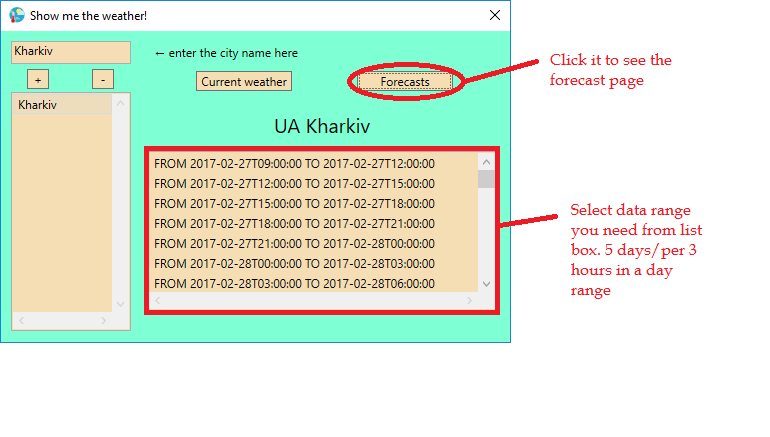 Show me the weather!
Kharkiv
← enter the city name here
+
-
Current weather
Forecasts
Kharkiv
UA Kharkiv
FROM 2017-02-27T09:00:00 TO 2017-02-27T12:00:00
FROM 2017-02-27T12:00:00 TO 2017-02-27T15:00:00
FROM 2017-02-27T15:00:00 TO 2017-02-27T18:00:00
FROM 2017-02-27T18:00:00 TO 2017-02-27T21:00:00
FROM 2017-02-27T21:00:00 TO 2017-02-28T00:00:00
FROM 2017-02-28T00:00:00 TO 2017-02-28T03:00:00
FROM 2017-02-28T03:00:00 TO 2017-02-28T06:00:00
Click it to see the
forecast page
Select data range
you need from list
box. 5 days/per 3
hours in a day
range